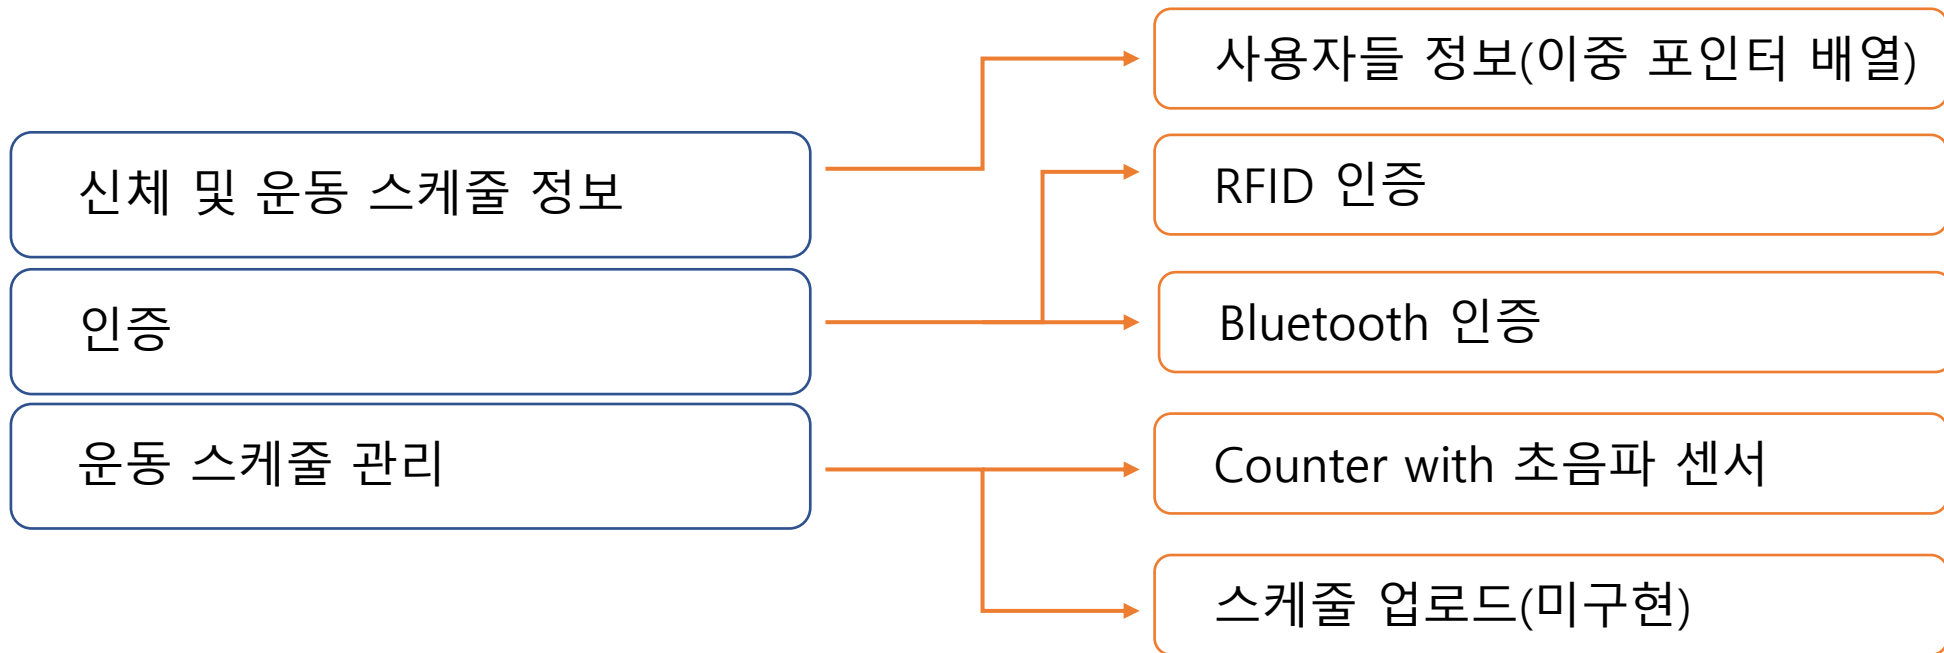 사용자들 정보(이중 포인터 배열)
신체 및 운동 스케줄 정보
RFID 인증
인증
Bluetooth 인증
운동 스케줄 관리
Counter with 초음파 센서
스케줄 업로드(미구현)